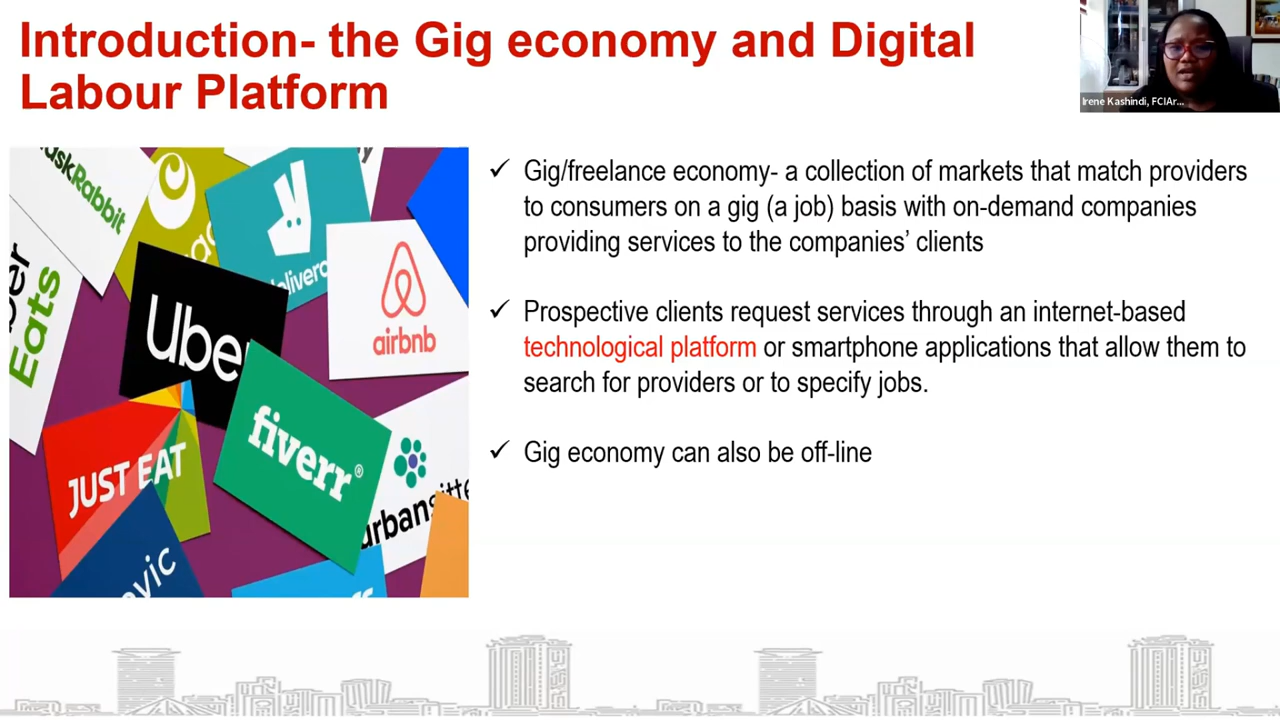 Introduction- the Gig economy and Digital
Labour Platform
Irene Kashindi, FCIAr...
✓ Gig/freelance economy- a collection of markets that match providers
to consumers on a gig (a job) basis with on-demand companies
providing services to the companies’ clients
✓ Prospective clients request services through an internet-based
technological platform or smartphone applications that allow them to
search for providers or to specify jobs.
✓ Gig economy can also be off-line
skRabbit
Eats
Uber
airbnb
JUST EAT
fiverr®